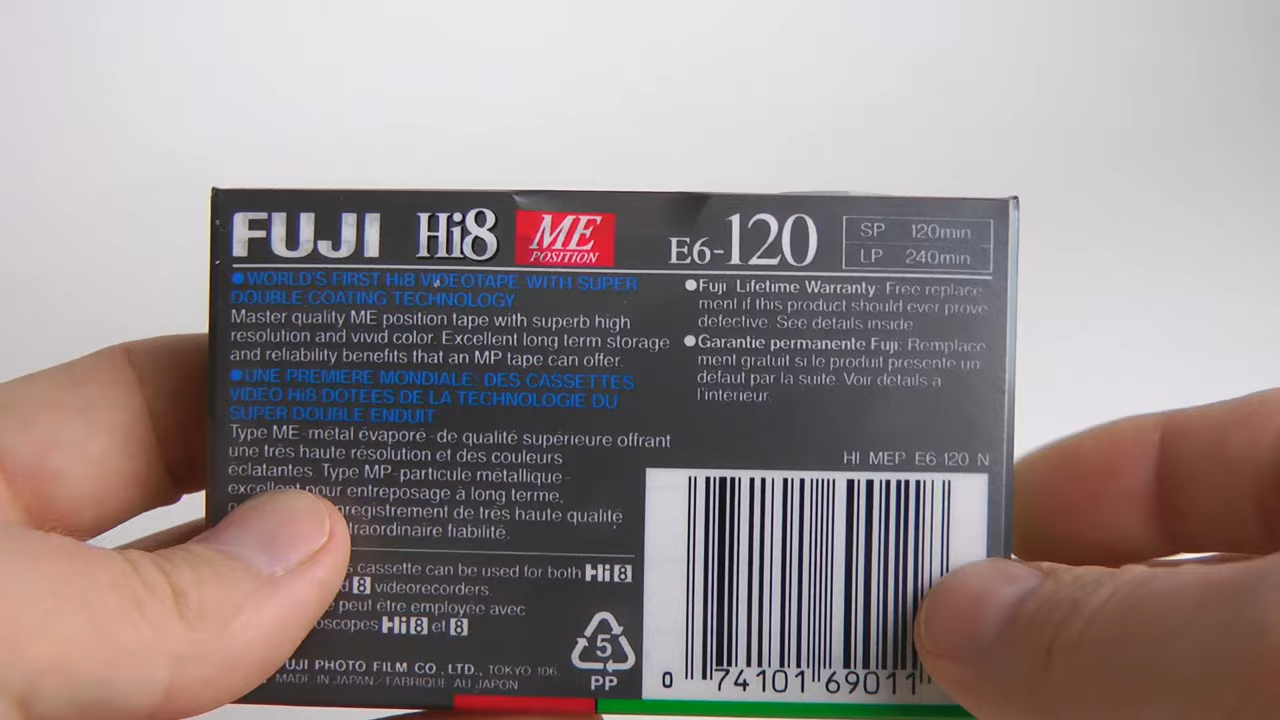 FUJI Hi8 ME POSITION E6-120 SP 120min
LP 240min
●WORLD'S FIRST Hi8 VIDEOTAPE WITH SUPER
DOUBLE COATING TECHNOLOGY
Master quality ME position tape with superb high
resolution and vivid color. Excellent long term storage
and reliability benefits that an MP tape can offer.
●UNE PREMIERE MONDIALE: DES CASSETTES
VIDEO Hi8 DOTEES DE LA TECHNOLOGIE DU
SUPER DOUBLE ENDUIT
Type ME-métal évaporé-de qualité supérieure offrant
une très haute résolution et des couleurs
éclatantes. Type MP-particule métallique-
excellent pour entreposage à long terme,
nregistrement de très haute qualité
traordinaire fiabilité.
cassette can be used for both Hi8
8 videorecorders.
peut être employée avec
oscopes Hi8 et 8.
UJI PHOTO FILM CO., LTD., TOKYO 106.
MADE IN JAPAN/FABRIQUE AU JAPON
●Fuji Lifetime Warranty: Free replace
ment if this product should ever prove
defective. See details inside
●Garantie permanente Fuji: Remplace
ment gratuit si le produit présente un
défaut par la suite. Voir détails à
l'intérieur.
HI MEP E6-120 N
5
PP
0 74101 69011